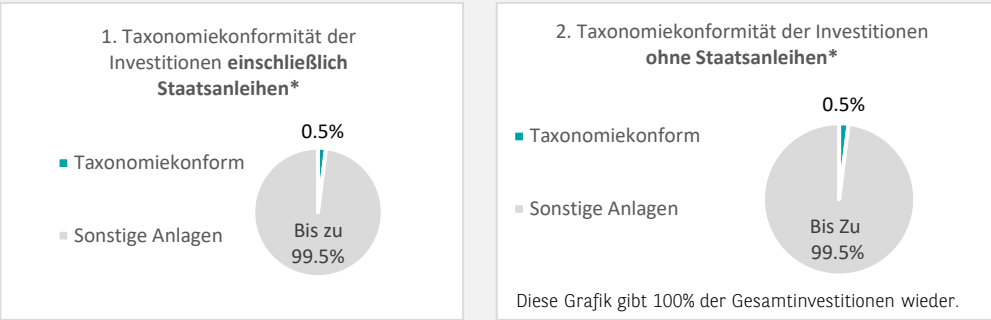 1. Taxonomiekonformität der
Investitionen einschließlich
Staatsanleihen*
0.5%
Taxonomiekonform
Sonstige Anlagen
Bis zu
99.5%
2. Taxonomiekonformität der Investitionen
ohne Staatsanleihen*
0.5%
Taxonomiekonform
Sonstige Anlagen
Bis Zu
99.5%
Diese Grafik gibt 100% der Gesamtinvestitionen wieder.